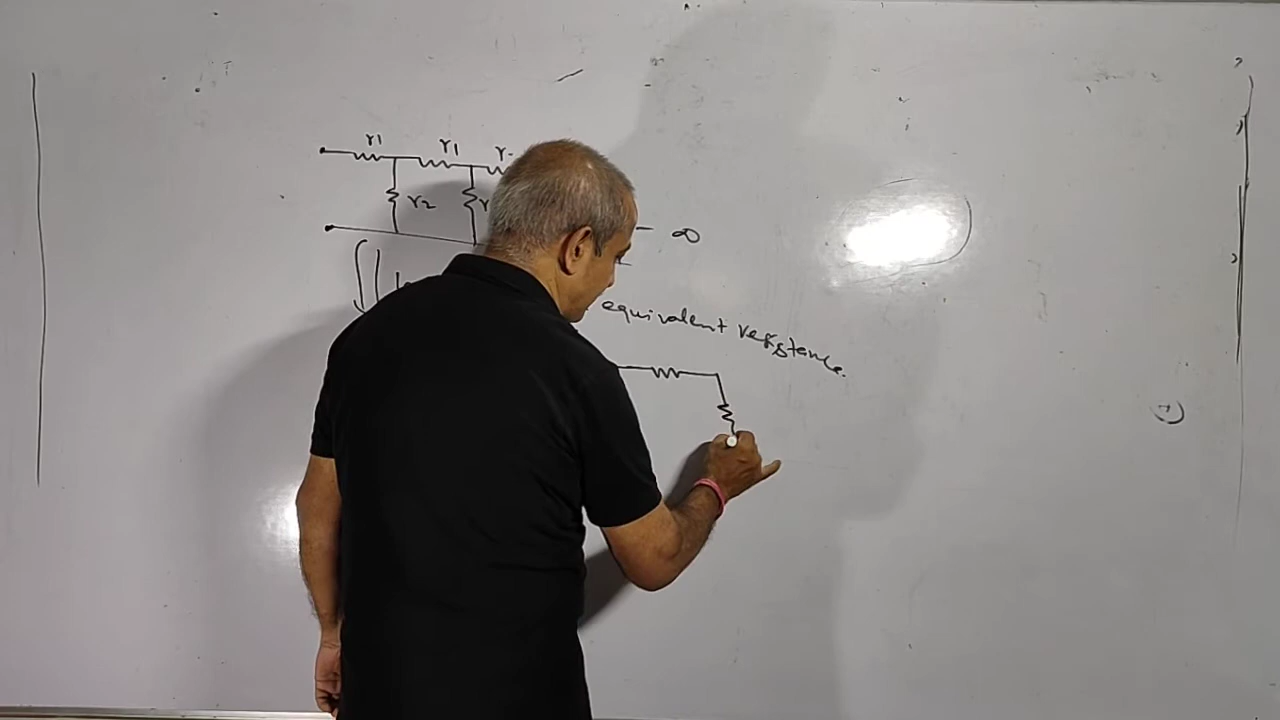 r1 r1
r2
∞
equivalent resistance.